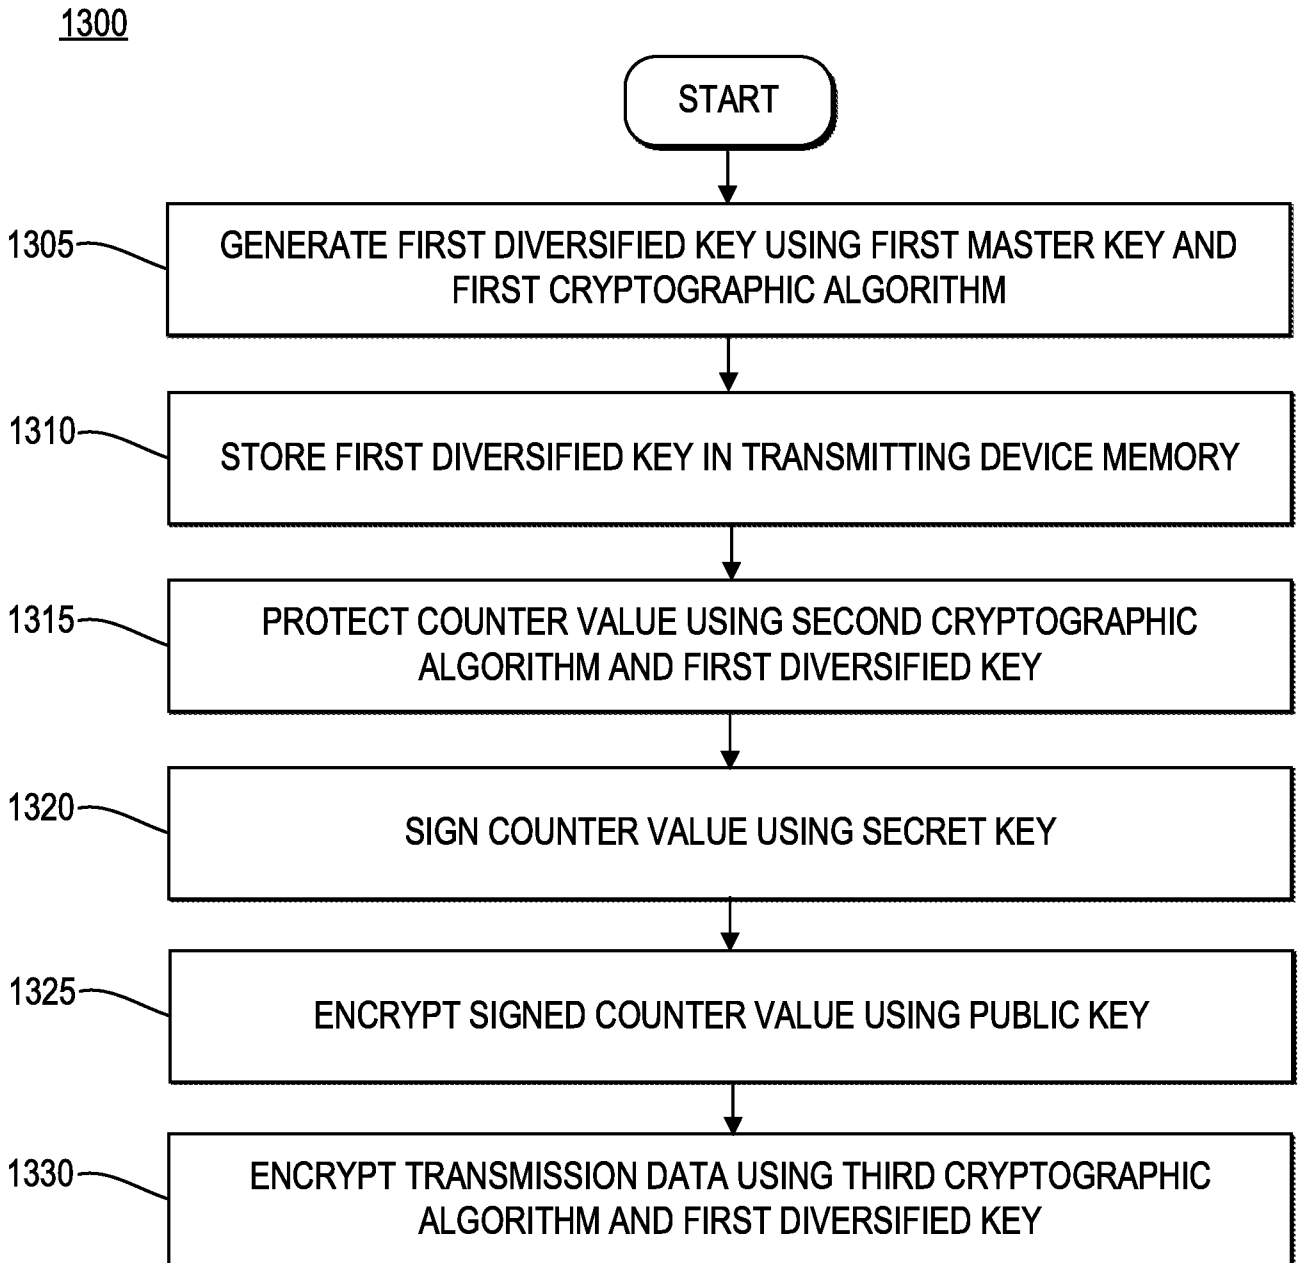 1300
START
1305
GENERATE FIRST DIVERSIFIED KEY USING FIRST MASTER KEY AND
FIRST CRYPTOGRAPHIC ALGORITHM
1310
STORE FIRST DIVERSIFIED KEY IN TRANSMITTING DEVICE MEMORY
1315
PROTECT COUNTER VALUE USING SECOND CRYPTOGRAPHIC
ALGORITHM AND FIRST DIVERSIFIED KEY
1320
SIGN COUNTER VALUE USING SECRET KEY
1325
ENCRYPT SIGNED COUNTER VALUE USING PUBLIC KEY
1330
ENCRYPT TRANSMISSION DATA USING THIRD CRYPTOGRAPHIC
ALGORITHM AND FIRST DIVERSIFIED KEY